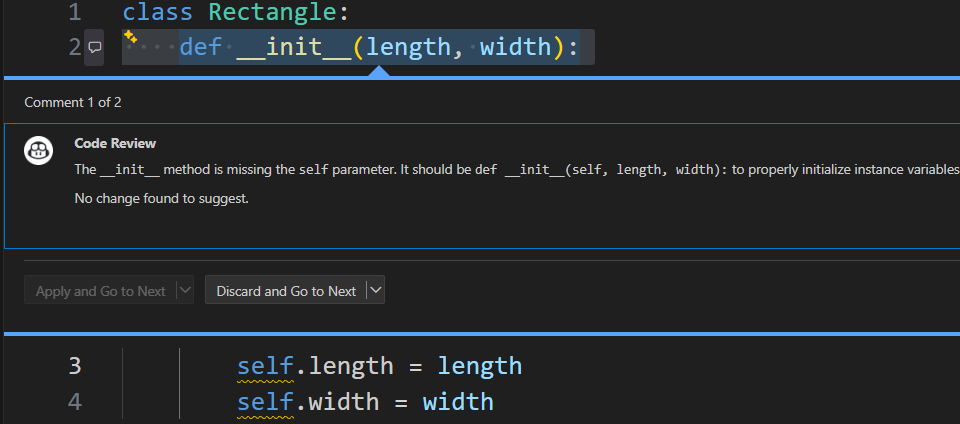 1 class Rectangle:
2 def __init__(length, width):
Comment 1 of 2
Code Review
The __init__ method is missing the self parameter. It should be def __init__(self, length, width): to properly initialize instance variables
No change found to suggest.
Apply and Go to Next Discard and Go to Next
3 self.length = length
4 self.width = width